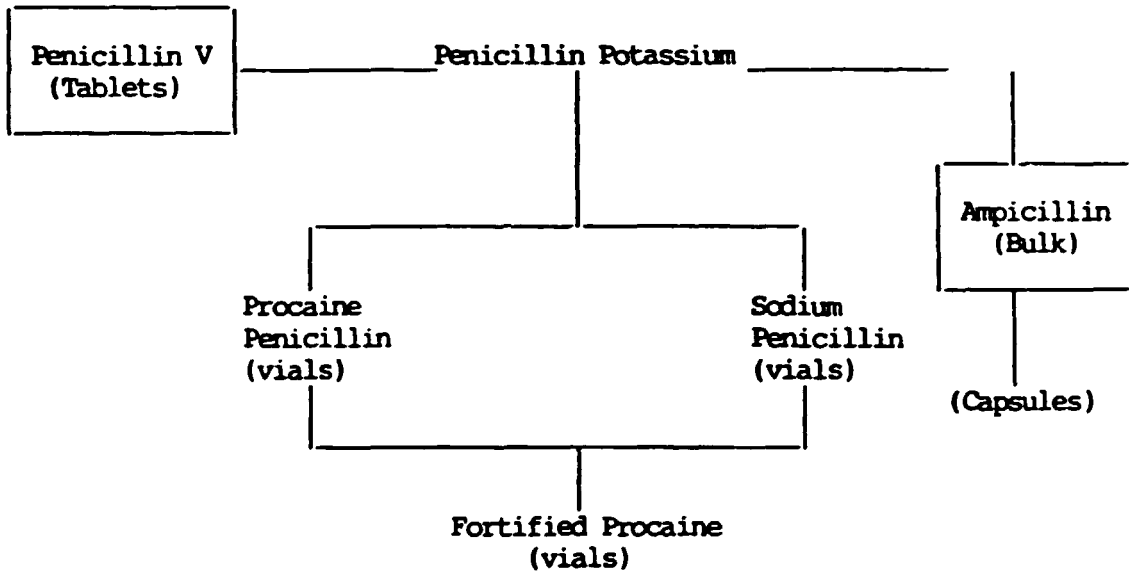 Penicillin V
(Tablets)
Penicillin Potassium
Ampicillin
(Bulk)
Procaine
Penicillin
(vials)
Sodium
Penicillin
(vials)
(Capsules)
Fortified Procaine
(vials)